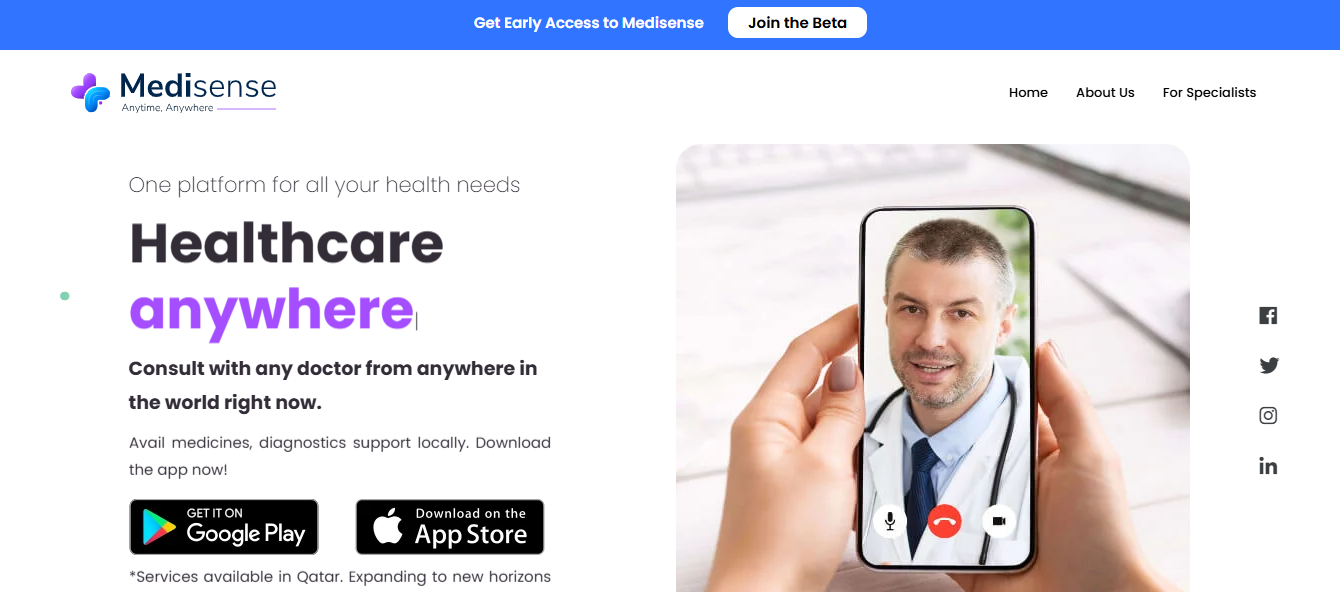 Get Early Access to Medisense Join the Beta
Medisense
Anytime, Anywhere
Home About Us For Specialists
One platform for all your health needs
Healthcare
anywhere
Consult with any doctor from anywhere in
the world right now.
Avail medicines, diagnostics support locally. Download
the app now!
GET IT ON
Google Play
Download on the
App Store
*Services available in Qatar. Expanding to new horizons